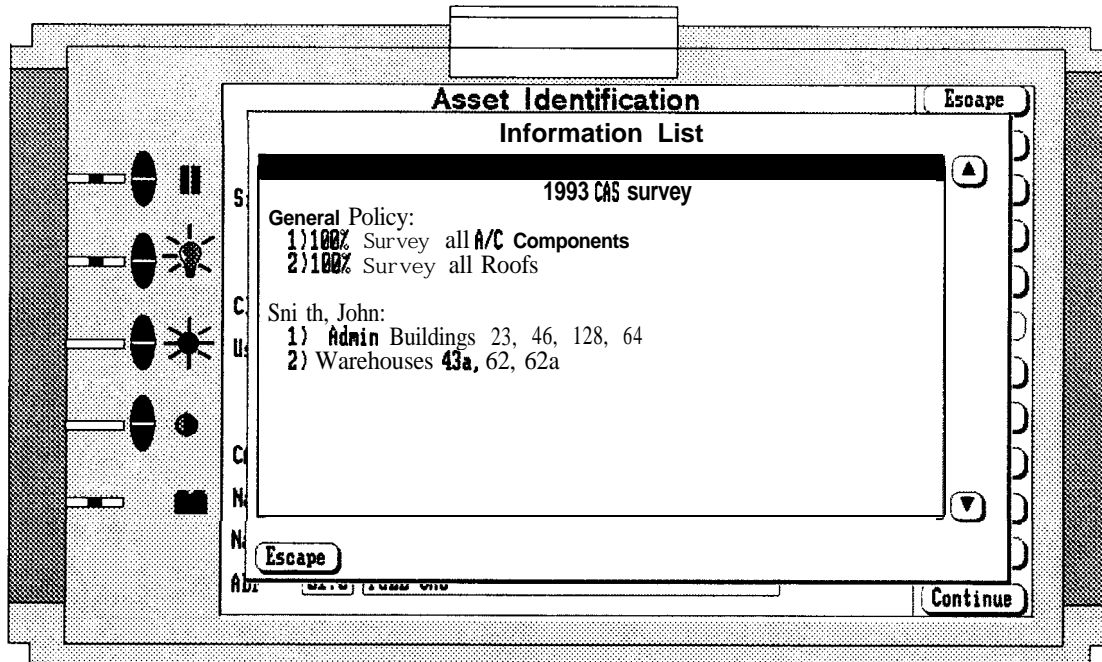 Asset Identification
Escape
Information List
1993 CAS survey
General Policy:
1)100% Survey all A/C Components
2)100% Survey all Roofs
Sni th, John:
1) Admin Buildings 23, 46, 128, 64
2) Warehouses 43a, 62, 62a
Escape
Continue